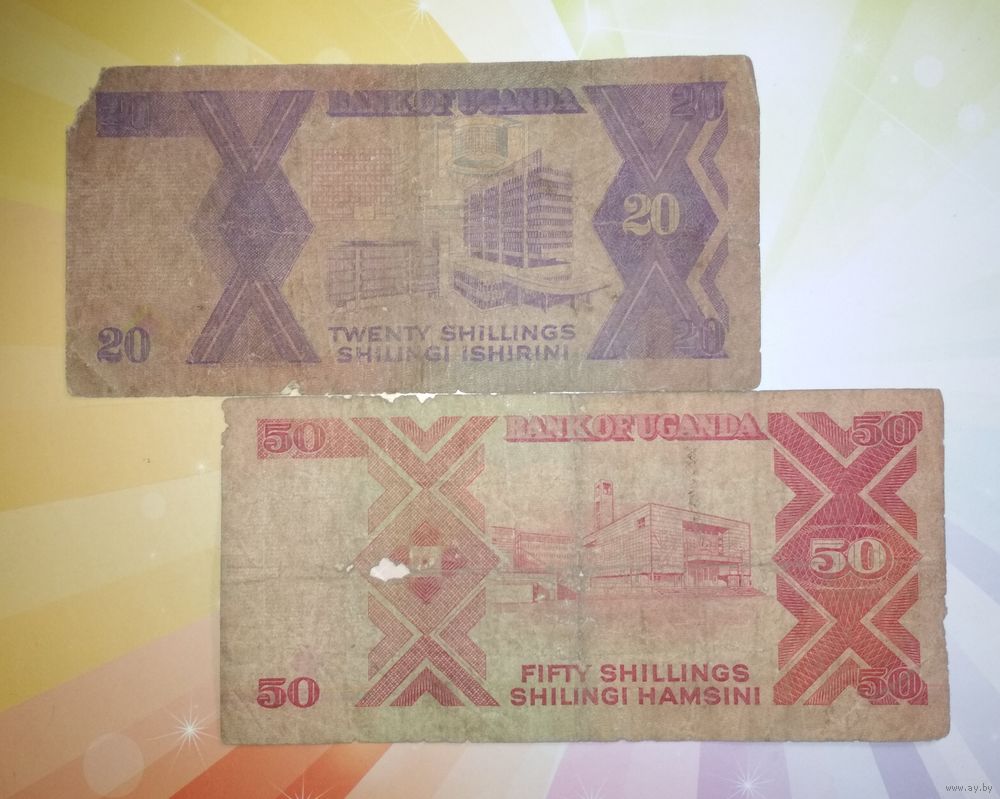 20
BANK OF UGANDA
20
20
20
TWENTY SHILLINGS
20
SHILINGI ISHIRINI
50
BANK OF UGANDA
50
50
50
FIFTY SHILLINGS
50
SHILINGI HAMSINI
www.ay.by